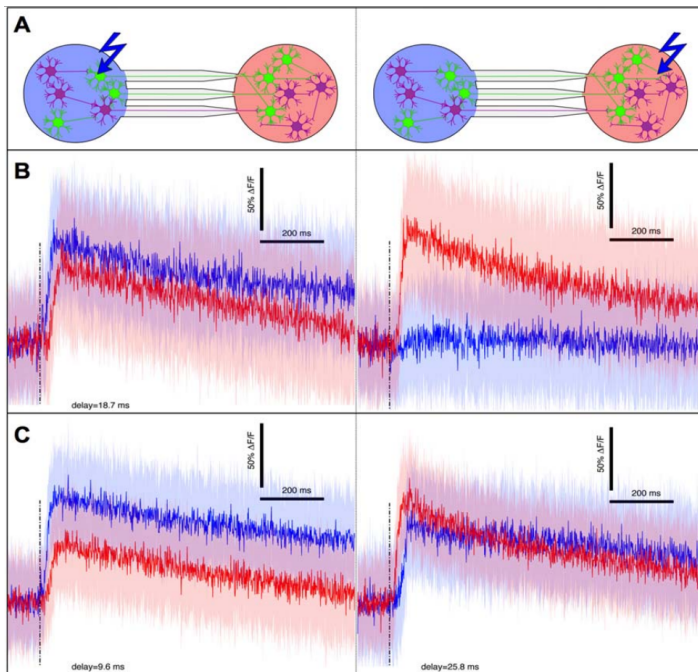 A
B
50% ΔF/F
200 ms
50% ΔF/F
200 ms
delay=18.7 ms
C
50% ΔF/F
200 ms
50% ΔF/F
200 ms
delay=9.6 ms
delay=25.8 ms